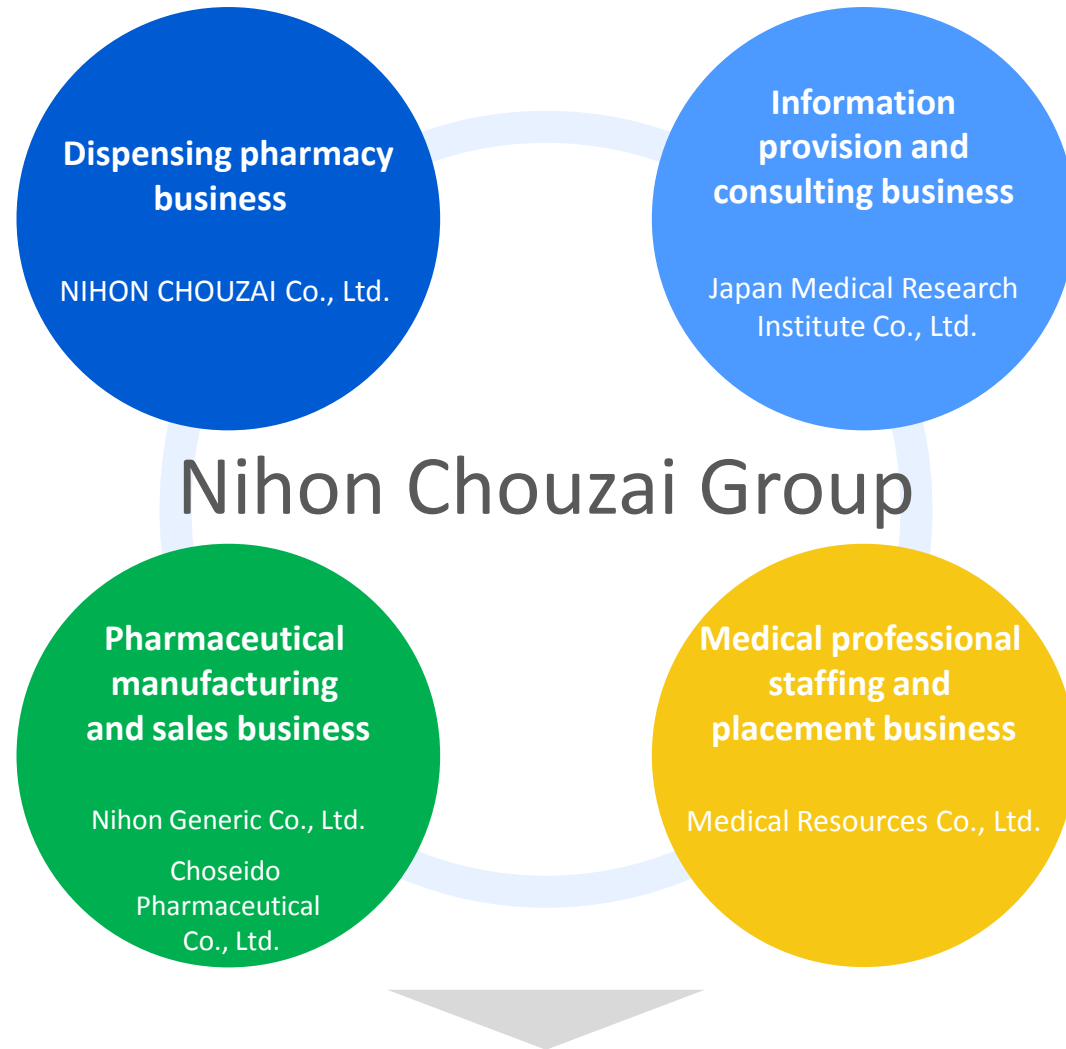 Dispensing pharmacy
business
NIHON CHOUZAI Co., Ltd.
Information
provision and
consulting business
Japan Medical Research
Institute Co., Ltd.
Nihon Chouzai Group
Pharmaceutical
manufacturing
and sales business
Nihon Generic Co., Ltd.
Choseido
Pharmaceutical
Co., Ltd.
Medical professional
staffing and
placement business
Medical Resources Co., Ltd.